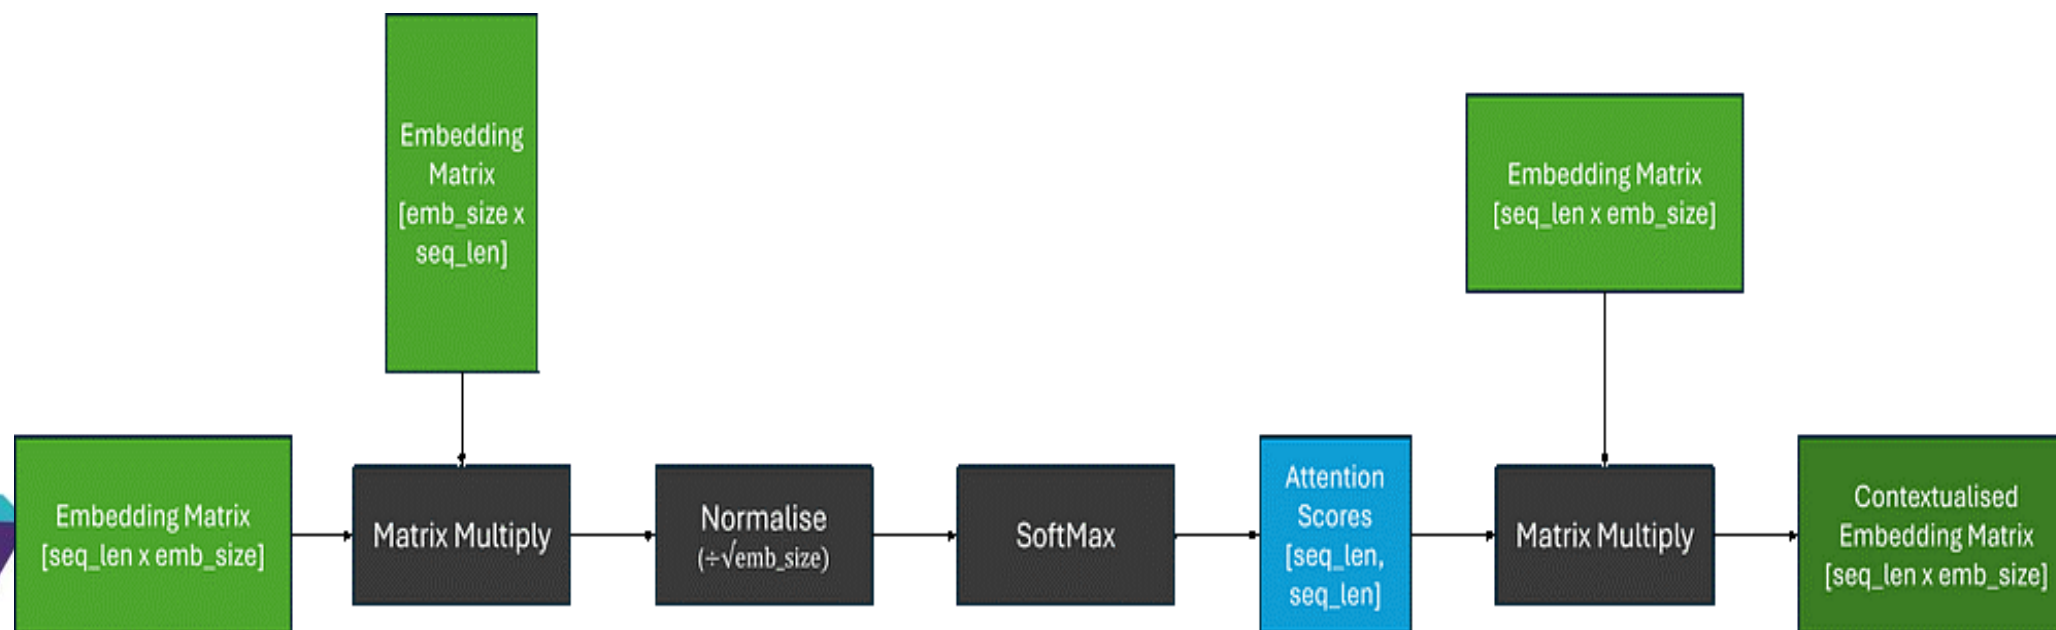 Embedding
Matrix
[emb_size x
seq_len]
Embedding Matrix
[seq_len x emb_size]
Embedding Matrix
[seq_len x emb_size]
Matrix Multiply
Normalise
(÷√emb_size)
SoftMax
Attention
Scores
[seq_len,
seq_len]
Matrix Multiply
Contextualised
Embedding Matrix
[seq_len x emb_size]